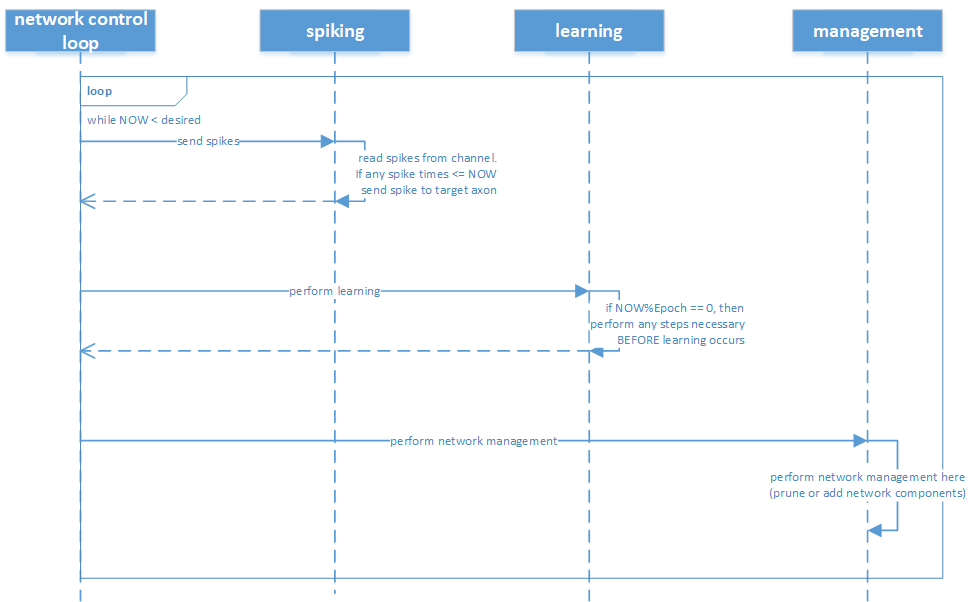 network control
loop
spiking
learning
management
loop
while NOW < desired
send spikes
read spikes from channel.
If any spike times <= NOW
send spike to target axon
perform learning
if NOW%Epoch == 0, then
perform any steps necessary
BEFORE learning occurs
perform network management
perform network management here
(prune or add network components)